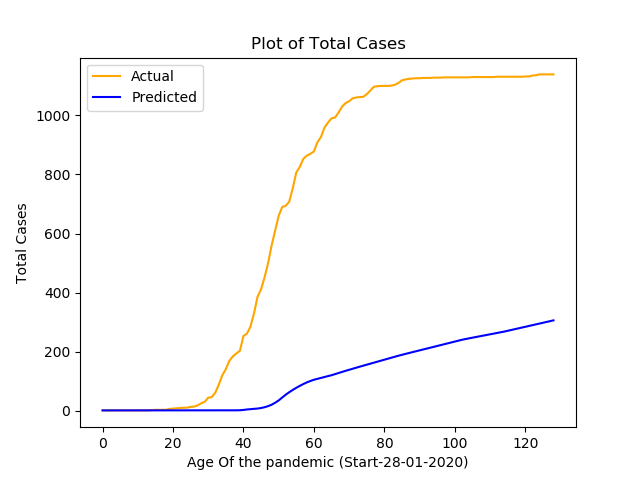 Plot of Total Cases
Actual
Predicted
1000
800
600
400
200
0
Total Cases
0 20 40 60 80 100 120
Age Of the pandemic (Start-28-01-2020)